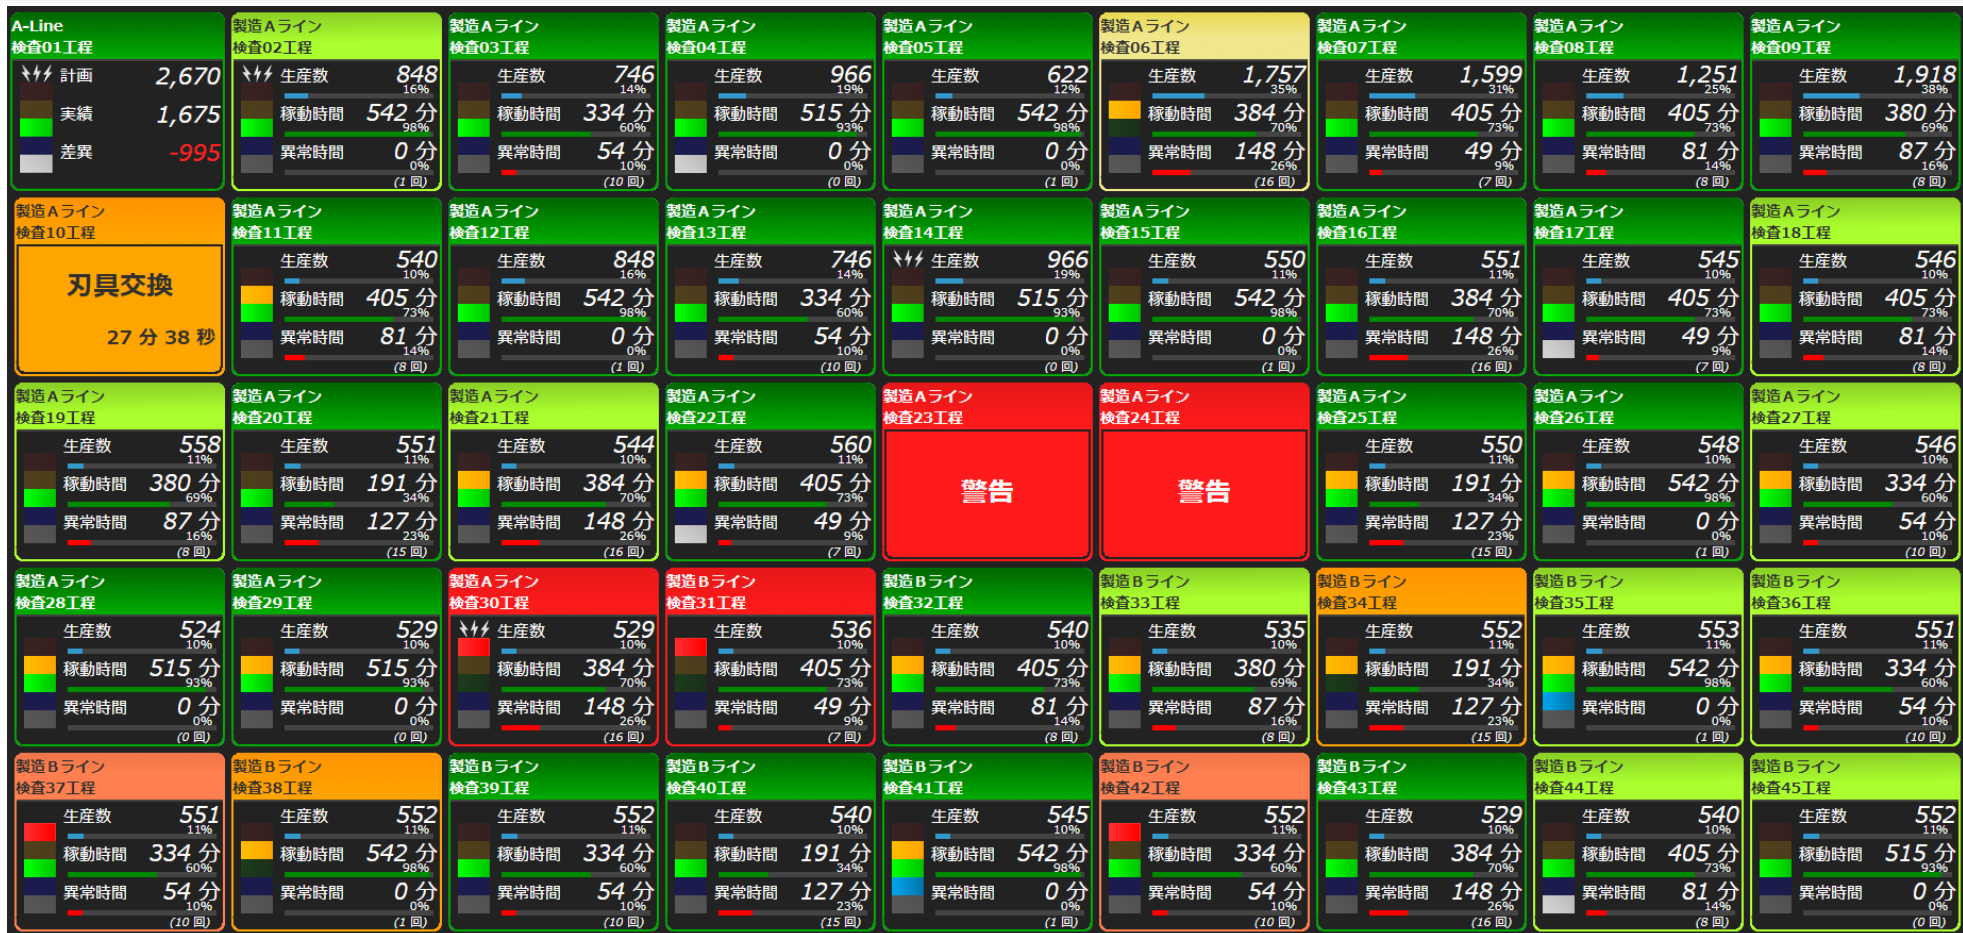 A-Line
検査01工程
計画 2,670
実績 1,675
差異 -995
製造Aライン
検査02工程
生産数 848
16%
稼動時間 542 分
98%
異常時間 0 分
0%
(1 回)
製造Aライン
検査03工程
生産数 746
14%
稼動時間 334 分
60%
異常時間 54 分
10%
(10 回)
製造Aライン
検査04工程
生産数 966
19%
稼動時間 515 分
93%
異常時間 0 分
0%
(0 回)
製造Aライン
検査05工程
生産数 622
12%
稼動時間 542 分
98%
異常時間 0 分
0%
(1 回)
製造Aライン
検査06工程
生産数 1,757
35%
稼動時間 384 分
70%
異常時間 148 分
26%
(16 回)
製造Aライン
検査07工程
生産数 1,599
31%
稼動時間 405 分
73%
異常時間 49 分
9%
(7 回)
製造Aライン
検査08工程
生産数 1,251
25%
稼動時間 405 分
73%
異常時間 81 分
14%
(8 回)
製造Aライン
検査09工程
生産数 1,918
38%
稼動時間 380 分
69%
異常時間 87 分
16%
(8 回)
製造Aライン
検査10工程
刃具交換
27 分 38 秒
製造Aライン
検査11工程
生産数 540
10%
稼動時間 405 分
73%
異常時間 81 分
14%
(8 回)
製造Aライン
検査12工程
生産数 848
16%
稼動時間 542 分
98%
異常時間 0 分
0%
(1 回)
製造Aライン
検査13工程
生産数 746
14%
稼動時間 334 分
60%
異常時間 54 分
10%
(10 回)
製造Aライン
検査14工程
生産数 966
19%
稼動時間 515 分
93%
異常時間 0 分
0%
(0 回)
製造Aライン
検査15工程
生産数 550
11%
稼動時間 542 分
98%
異常時間 0 分
0%
(1 回)
製造Aライン
検査16工程
生産数 551
11%
稼動時間 384 分
70%
異常時間 148 分
26%
(16 回)
製造Aライン
検査17工程
生産数 545
10%
稼動時間 405 分
73%
異常時間 49 分
9%
(7 回)
製造Aライン
検査18工程
生産数 546
10%
稼動時間 405 分
73%
異常時間 81 分
14%
(8 回)
製造Aライン
検査19工程
生産数 558
11%
稼動時間 380 分
69%
異常時間 87 分
16%
(8 回)
製造Aライン
検査20工程
生産数 551
11%
稼動時間 191 分
34%
異常時間 127 分
23%
(15 回)
製造Aライン
検査21工程
生産数 544
10%
稼動時間 384 分
70%
異常時間 148 分
26%
(16 回)
製造Aライン
検査22工程
生産数 560
11%
稼動時間 405 分
73%
異常時間 49 分
9%
(7 回)
製造Aライン
検査23工程
警告
製造Aライン
検査24工程
警告
製造Aライン
検査25工程
生産数 550
11%
稼動時間 191 分
34%
異常時間 127 分
23%
(15 回)
製造Aライン
検査26工程
生産数 548
10%
稼動時間 542 分
98%
異常時間 0 分
0%
(1 回)
製造Aライン
検査27工程
生産数 546
10%
稼動時間 334 分
60%
異常時間 54 分
10%
(10 回)
製造Aライン
検査28工程
生産数 524
10%
稼動時間 515 分
93%
異常時間 0 分
0%
(0 回)
製造Aライン
検査29工程
生産数 529
10%
稼動時間 515 分
93%
異常時間 0 分
0%
(0 回)
製造Aライン
検査30工程
生産数 529
10%
稼動時間 384 分
70%
異常時間 148 分
26%
(16 回)
製造Bライン
検査31工程
生産数 536
10%
稼動時間 405 分
73%
異常時間 49 分
9%
(7 回)
製造Bライン
検査32工程
生産数 540
10%
稼動時間 405 分
73%
異常時間 81 分
14%
(8 回)
製造Bライン
検査33工程
生産数 535
10%
稼動時間 380 分
69%
異常時間 87 分
16%
(8 回)
製造Bライン
検査34工程
生産数 552
11%
稼動時間 191 分
34%
異常時間 127 分
23%
(15 回)
製造Bライン
検査35工程
生産数 553
11%
稼動時間 542 分
98%
異常時間 0 分
0%
(1 回)
製造Bライン
検査36工程
生産数 551
11%
稼動時間 334 分
60%
異常時間 54 分
10%
(10 回)
製造Bライン
検査37工程
生産数 551
11%
稼動時間 334 分
60%
異常時間 54 分
10%
(10 回)
製造Bライン
検査38工程
生産数 552
11%
稼動時間 542 分
98%
異常時間 0 分
0%
(1 回)
製造Bライン
検査39工程
生産数 552
11%
稼動時間 334 分
60%
異常時間 54 分
10%
(10 回)
製造Bライン
検査40工程
生産数 540
10%
稼動時間 191 分
34%
異常時間 127 分
23%
(15 回)
製造Bライン
検査41工程
生産数 545
10%
稼動時間 542 分
98%
異常時間 0 分
0%
(1 回)
製造Bライン
検査42工程
生産数 552
11%
稼動時間 334 分
60%
異常時間 54 分
10%
(10 回)
製造Bライン
検査43工程
生産数 529
10%
稼動時間 384 分
70%
異常時間 148 分
26%
(16 回)
製造Bライン
検査44工程
生産数 540
10%
稼動時間 405 分
73%
異常時間 81 分
14%
(8 回)
製造Bライン
検査45工程
生産数 552
11%
稼動時間 515 分
93%
異常時間 0 分
0%
(0 回)